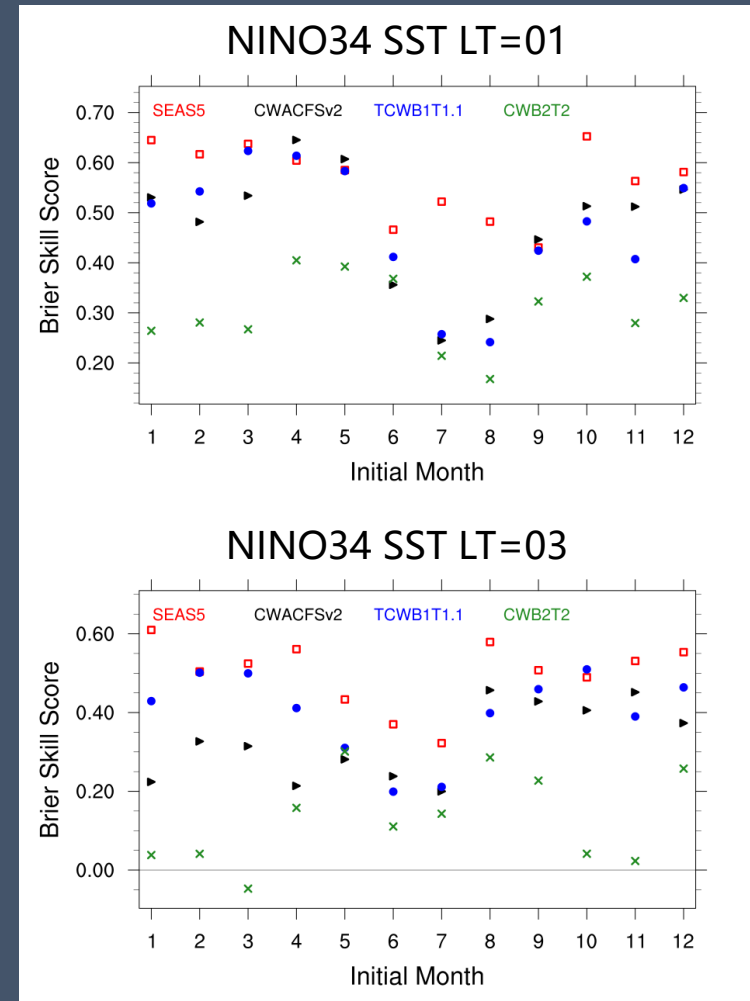 NINO34 SST LT=01
SEAS5 CWACFSv2 TCWB1T1.1 CWB2T2
0.70
0.60
0.50
0.40
0.30
0.20
Brier Skill Score
1 2 3 4 5 6 7 8 9 10 11 12
Initial Month
NINO34 SST LT=03
SEAS5 CWACFSv2 TCWB1T1.1 CWB2T2
0.60
0.40
0.20
0.00
Brier Skill Score
1 2 3 4 5 6 7 8 9 10 11 12
Initial Month